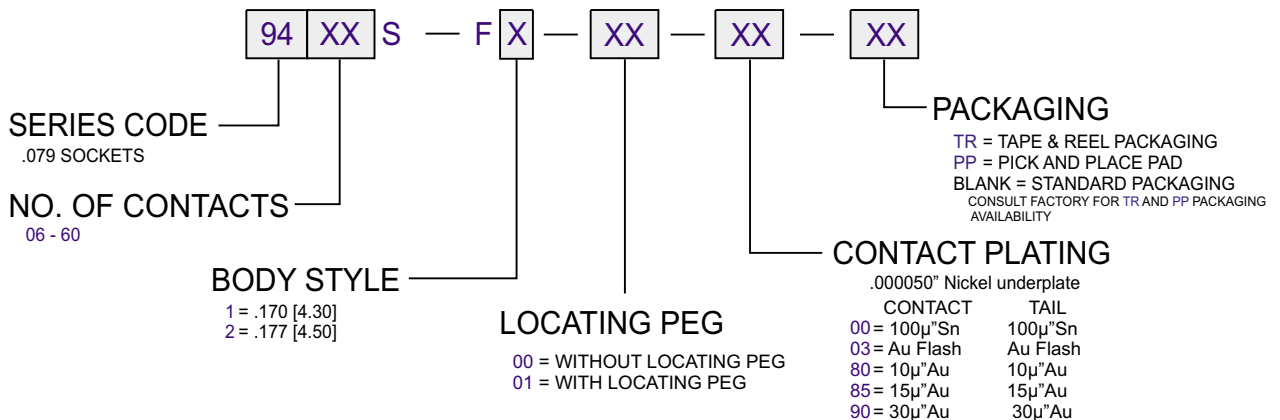 94 XX S — F X — XX — XX — XX
SERIES CODE
.079 SOCKETS
NO. OF CONTACTS
06 - 60
BODY STYLE
1 = .170 [4.30]
2 = .177 [4.50]
LOCATING PEG
00 = WITHOUT LOCATING PEG
01 = WITH LOCATING PEG
PACKAGING
TR = TAPE & REEL PACKAGING
PP = PICK AND PLACE PAD
BLANK = STANDARD PACKAGING
CONSULT FACTORY FOR TR AND PP PACKAGING
AVAILABILITY
CONTACT PLATING
.000050” Nickel underplate
CONTACT TAIL
00 = 100µ”Sn 100µ”Sn
03 = Au Flash Au Flash
80 = 10µ”Au 10µ”Au
85 = 15µ”Au 15µ”Au
90 = 30µ”Au 30µ”Au